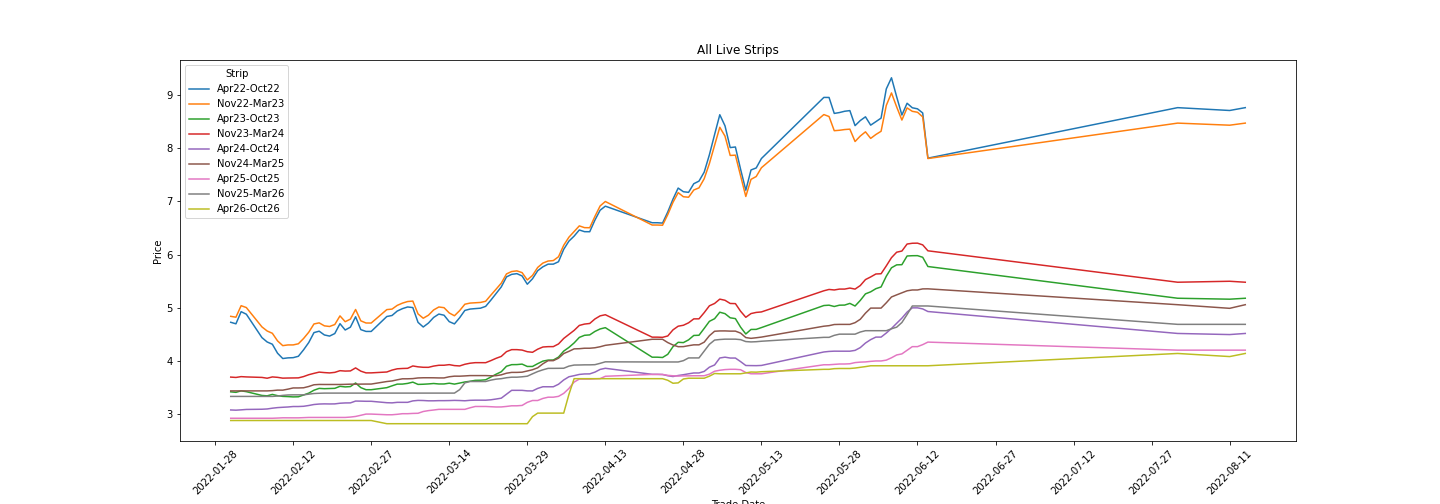 All Live Strips
Strip
Apr22-Oct22
Nov22-Mar23
Apr23-Oct23
Nov23-Mar24
Apr24-Oct24
Nov24-Mar25
Apr25-Oct25
Nov25-Mar26
Apr26-Oct26
Price
9
8
7
6
5
4
3
2022-01-28
2022-02-12
2022-02-27
2022-03-14
2022-03-29
2022-04-13
2022-04-28
2022-05-13
2022-05-28
2022-06-12
2022-06-27
2022-07-12
2022-07-27
2022-08-11
Trade Date